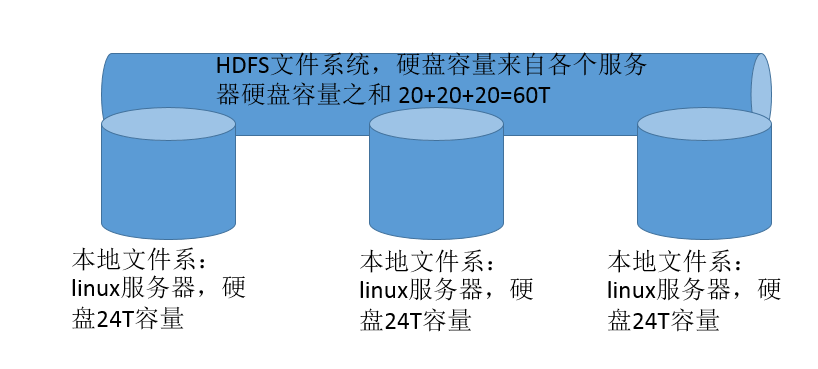 HDFS文件系统，硬盘容量来自各个服务
器硬盘容量之和 20+20+20=60T
本地文件系：
linux服务器，硬
盘24T容量
本地文件系：
linux服务器，硬
盘24T容量
本地文件系：
linux服务器，硬
盘24T容量